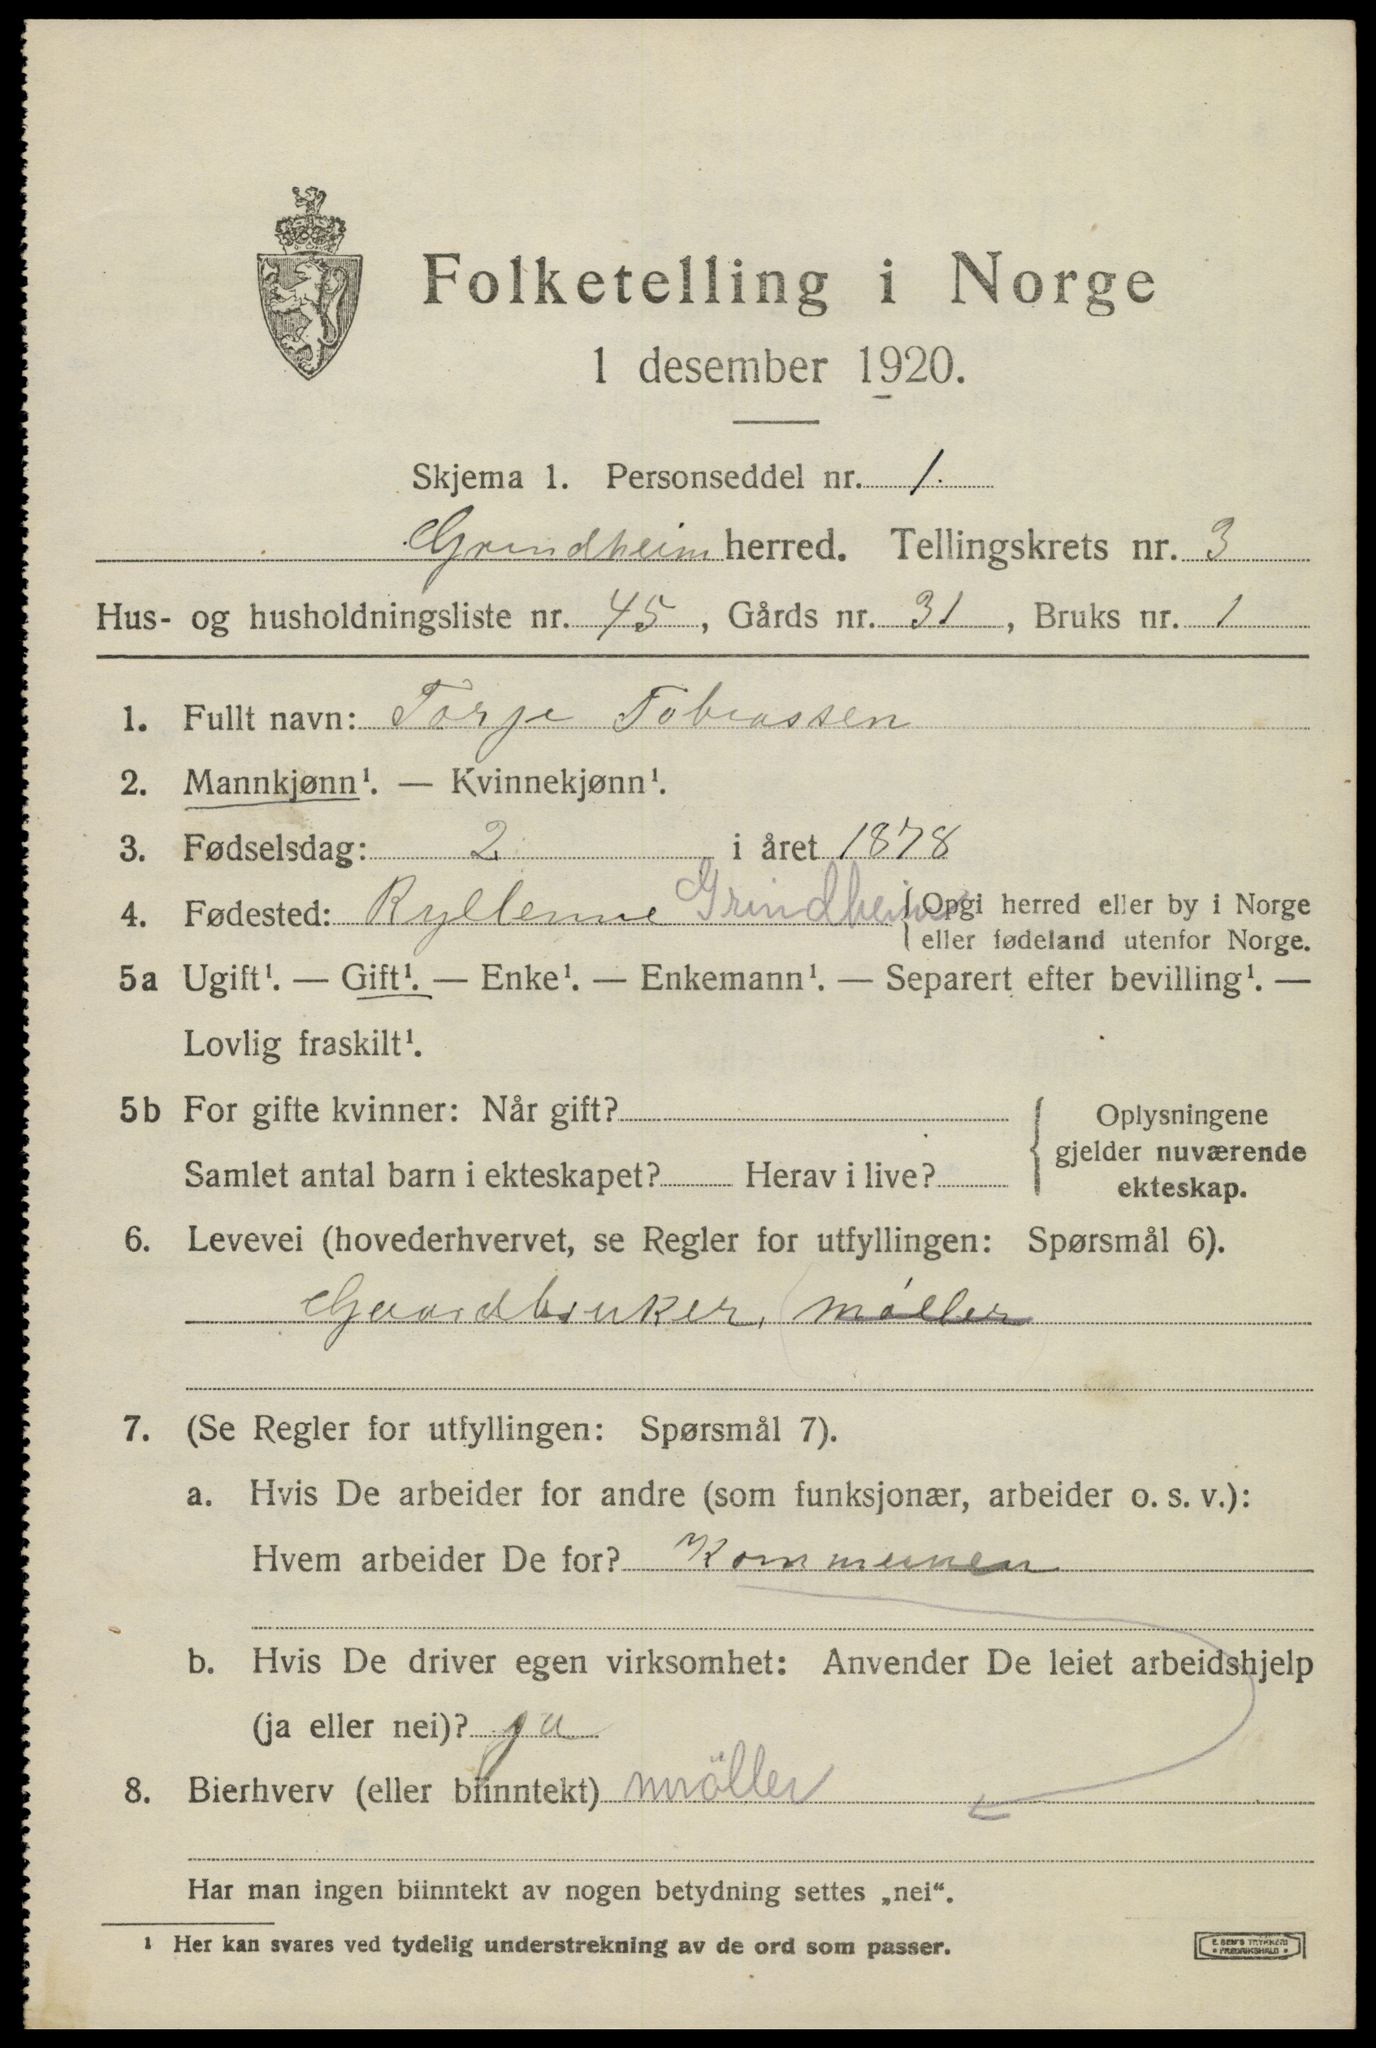 Folketelling i Norge
1 desember 1920.
Skjema 1. Personseddel nr. 1.
Grindheim herred. Tellingskrets nr. 3
Hus- og husholdningsliste nr. 45, Gårds nr. 31, Bruks nr. 1
1. Fullt navn: Torje Tobiassen
2. Mannkjønn¹. — Kvinnekjønn¹.
3. Fødselsdag: 2 i året 1878
4. Fødested: Grindheim {Opgi herred eller by i Norge
eller fødeland utenfor Norge.
5a Ugift¹. — Gift¹. — Enke¹. — Enkemann¹. — Separert efter bevilling¹. —
Lovlig fraskilt¹.
5b For gifte kvinner: Når gift?
Samlet antal barn i ekteskapet? Herav i live?
Oplysningene
gjelder nuværende
ekteskap.
6. Levevei (hovederhvervet, se Regler for utfyllingen: Spørsmål 6).
Gaardbruker, møller
7. (Se Regler for utfyllingen: Spørsmål 7).
a. Hvis De arbeider for andre (som funksjonær, arbeider o. s. v.):
Hvem arbeider De for? Kommunen
b. Hvis De driver egen virksomhet: Anvender De leiet arbeidshjelp
(ja eller nei)? ja
8. Bierhverv (eller biinntekt) möller
Har man ingen biinntekt av nogen betydning settes „nei“.
¹ Her kan svares ved tydelig understrekning av de ord som passer.
E. SEM'S TRYKKERI
FREDRIKSHALD